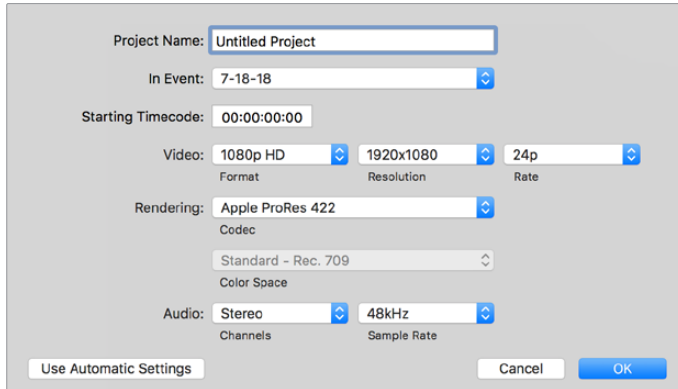 Project Name: Untitled Project
In Event: 7-18-18
Starting Timecode: 00:00:00:00
Video: 1080p HD 1920x1080 24p
Format Resolution Rate
Rendering: Apple ProRes 422
Codec
Standard - Rec. 709
Color Space
Audio: Stereo 48kHz
Channels Sample Rate
Use Automatic Settings Cancel OK